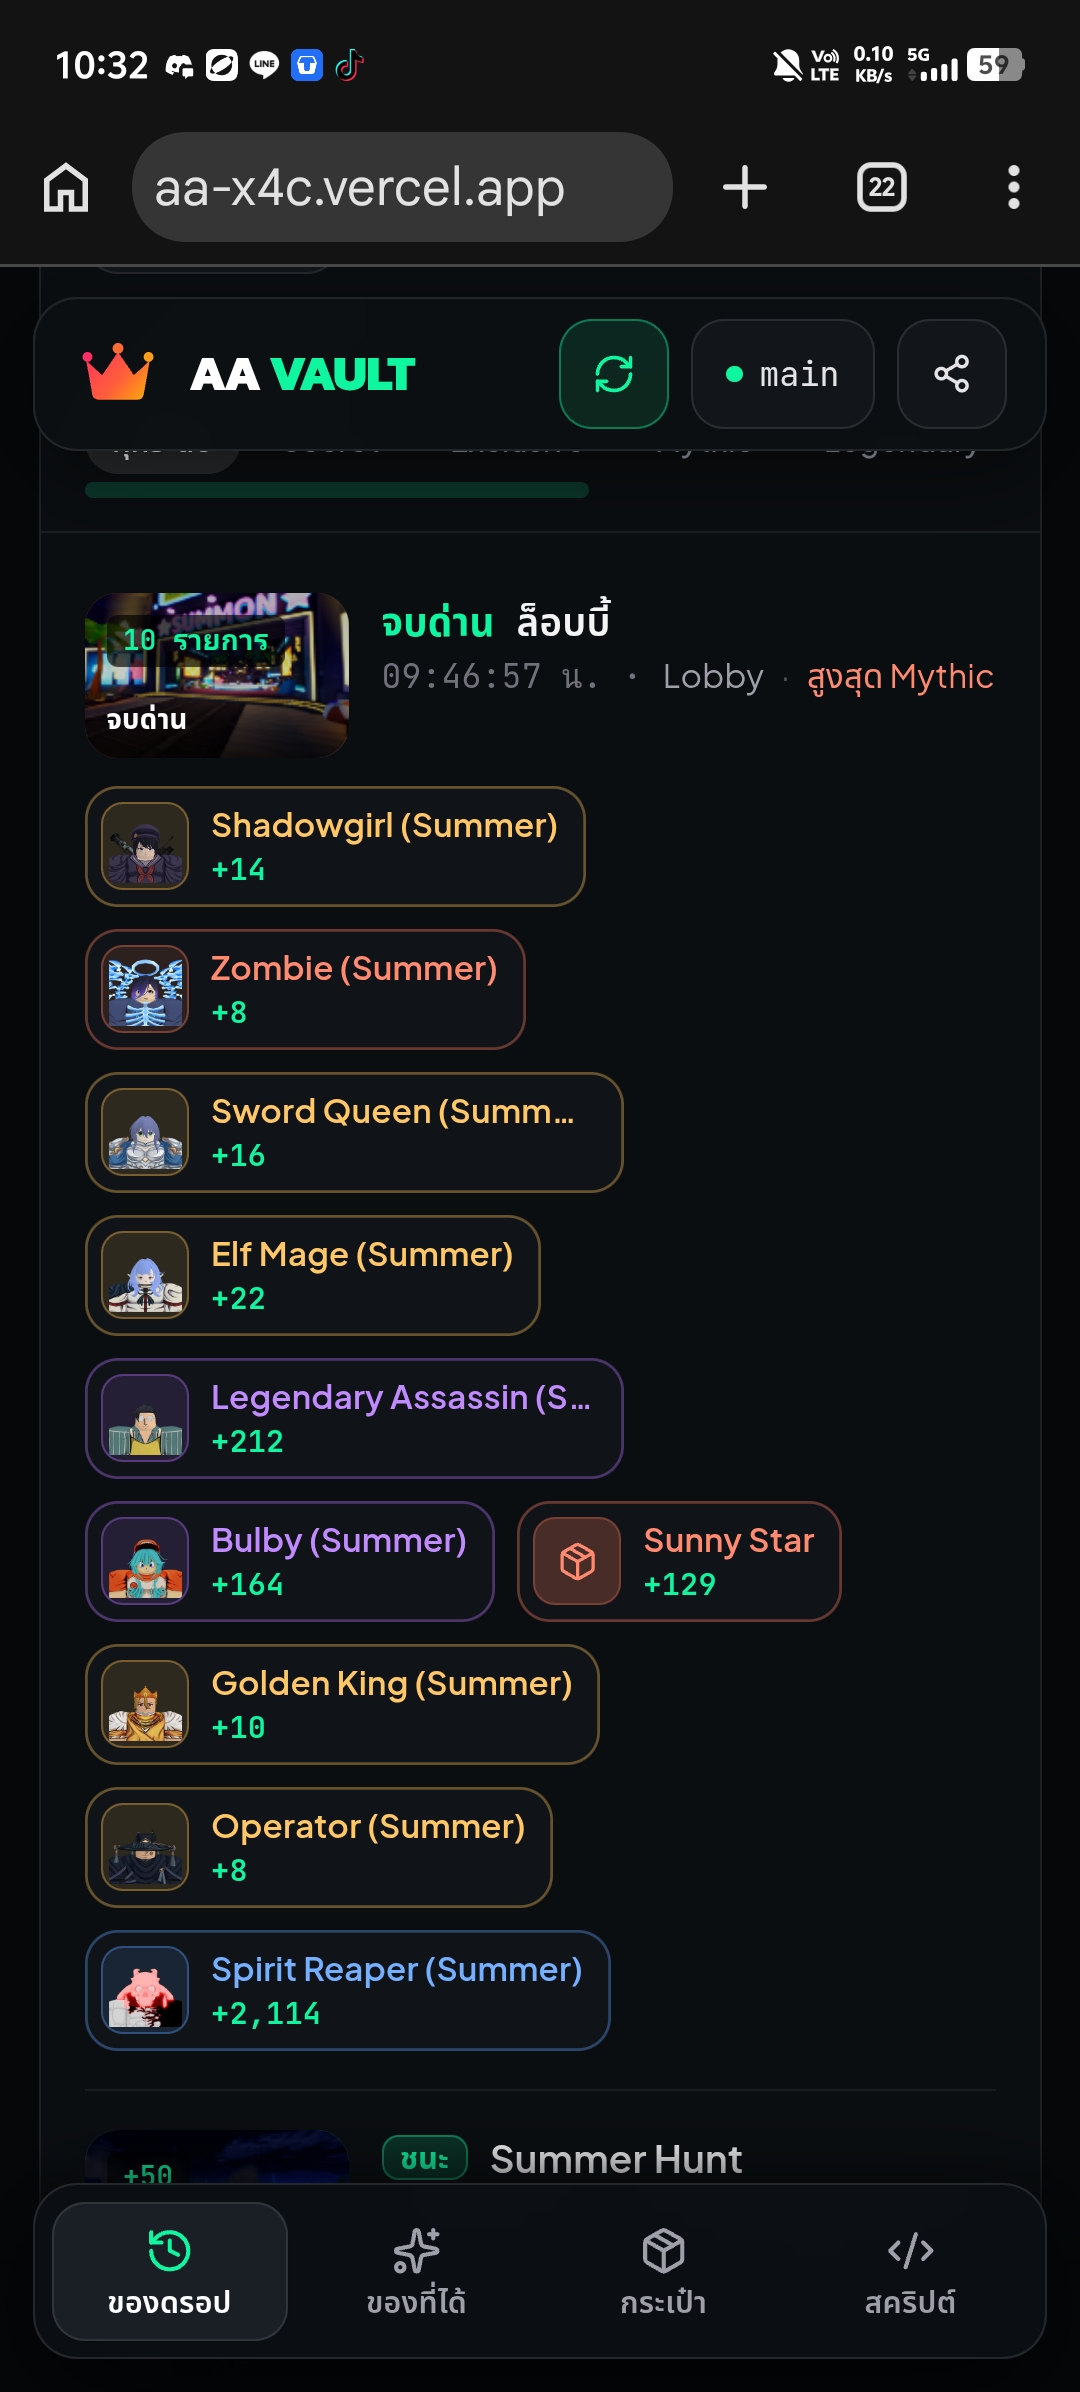 10:32
LINE
Vo) LTE
0.10 KB/s
5G
59
aa-x4c.vercel.app
22
AA VAULT
main
SUMMON
10 รายการ
จบด่าน
จบด่าน ล็อบบี้
09:46:57 น. · Lobby · สูงสุด Mythic
Shadowgirl (Summer)
+14
Zombie (Summer)
+8
Sword Queen (Summ...
+16
Elf Mage (Summer)
+22
Legendary Assassin (S...
+212
Bulby (Summer)
+164
Sunny Star
+129
Golden King (Summer)
+10
Operator (Summer)
+8
Spirit Reaper (Summer)
+2,114
+50
ชนะ Summer Hunt
ของดรอป
ของที่ได้
กระเป๋า
สคริปต์